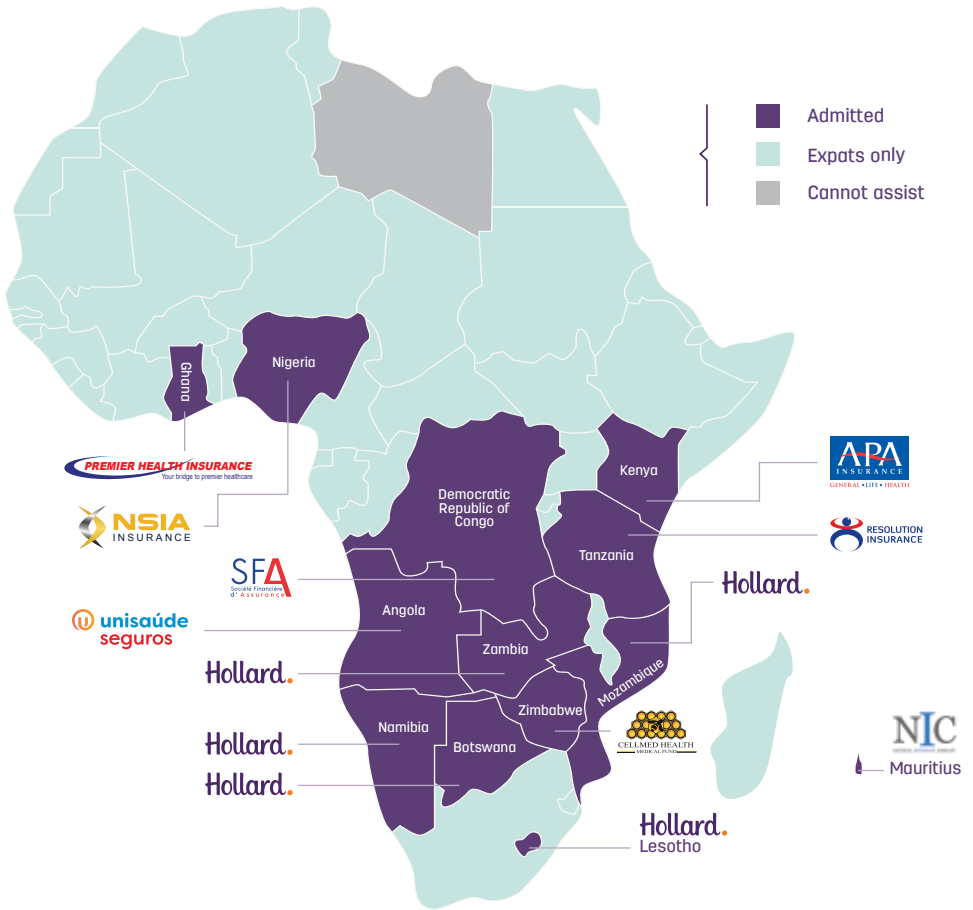 Admitted
Expats only
Cannot assist
Nigeria
Ghana
PREMIER HEALTH INSURANCE
Your bridge to premier healthcare
NSIA
INSURANCE
Kenya
APA
INSURANCE
GENERAL • LIFE • HEALTH
Democratic
Republic of
Congo
RESOLUTION
INSURANCE
Tanzania
SFA
Société Financière
d'Assurance
Hollard.
Angola
unisaúde
seguros
Zambia
Hollard.
Mozambique
Zimbabwe
CELLMED HEALTH
MEDICAL FUND
NIC
Mauritius
Namibia
Hollard.
Botswana
Hollard.
Hollard.
Lesotho